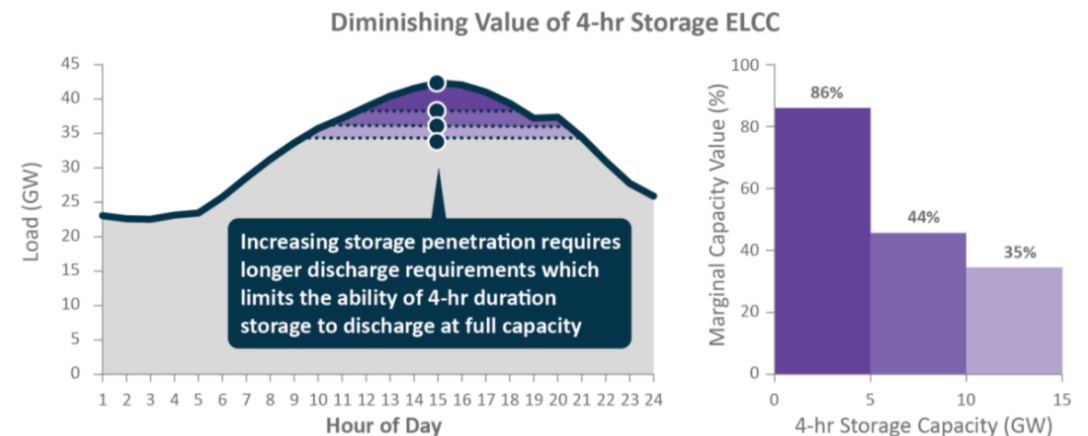 Diminishing Value of 4-hr Storage ELCC
Load (GW)
45
40
35
30
25
20
15
10
5
0
Increasing storage penetration requires
longer discharge requirements which
limits the ability of 4-hr duration
storage to discharge at full capacity
1 2 3 4 5 6 7 8 9 10 11 12 13 14 15 16 17 18 19 20 21 22 23 24
Hour of Day
Marginal Capacity Value (%)
100
80
60
40
20
0
86%
44%
35%
0 5 10 15
4-hr Storage Capacity (GW)